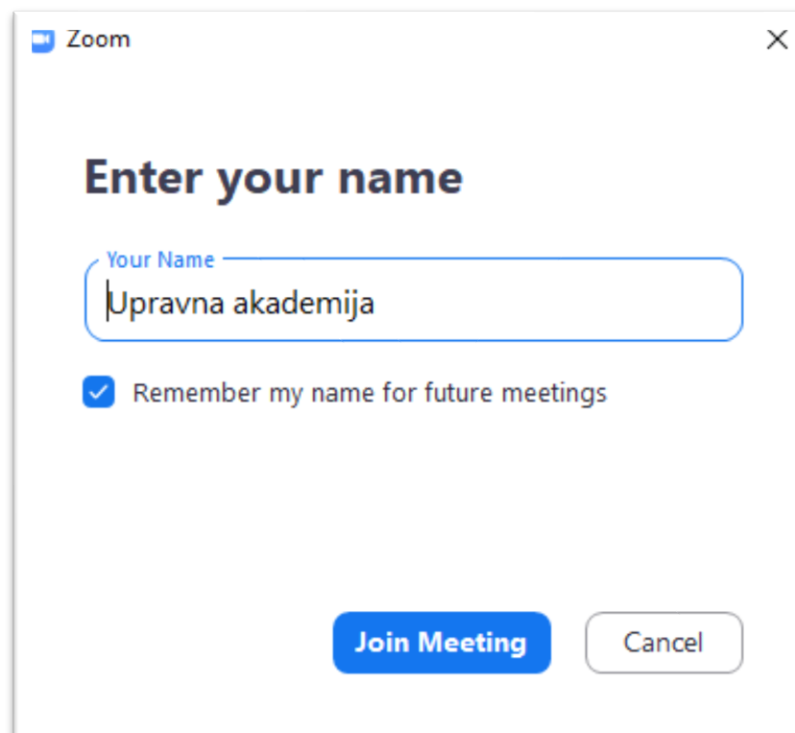 Zoom
Enter your name
Your Name
Upravna akademija
Remember my name for future meetings
Join Meeting
Cancel